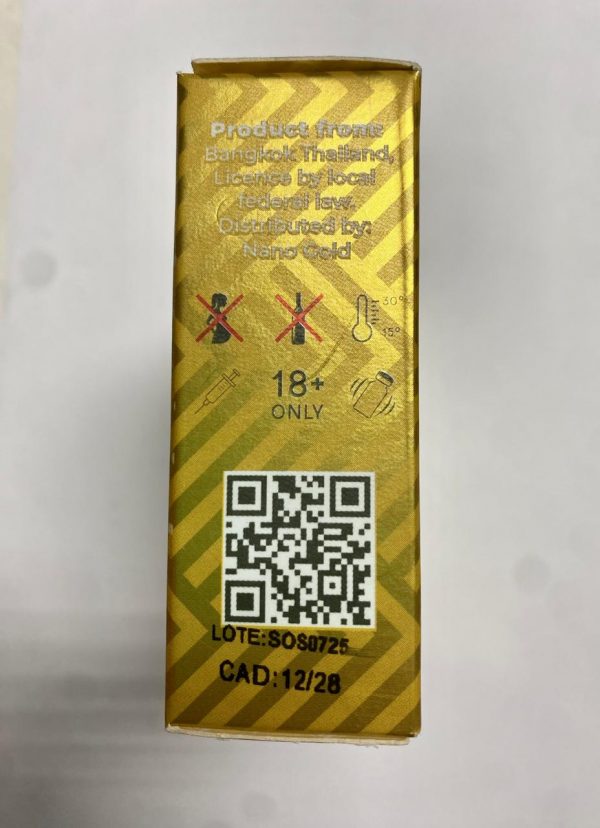 Product from:
Bangkok Thailand,
Licence by local
federal law.
Distributed by:
Nano Gold
30°
15°
18+
ONLY
LOTE:SOS0725
CAD:12/28